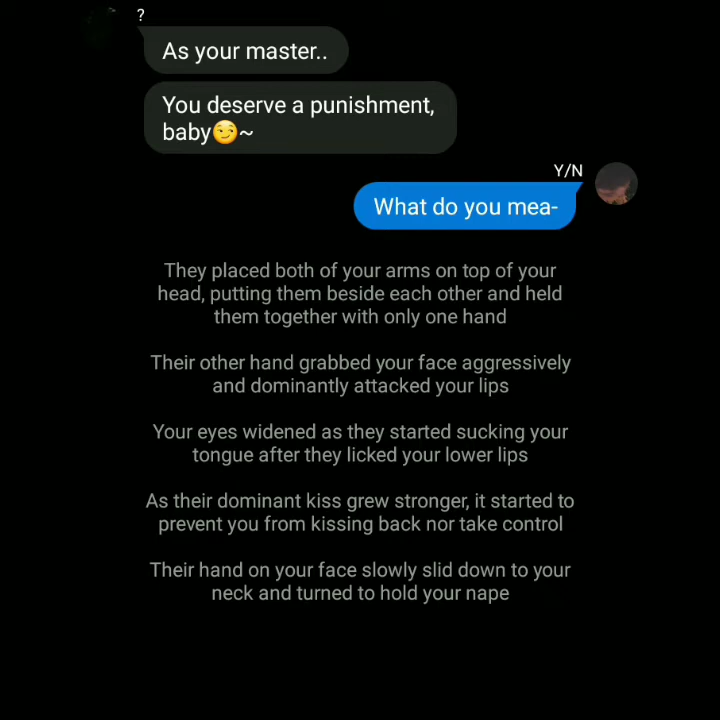 ?
As your master..
You deserve a punishment,
baby😏~
Y/N
What do you mea-
They placed both of your arms on top of your
head, putting them beside each other and held
them together with only one hand
Their other hand grabbed your face aggressively
and dominantly attacked your lips
Your eyes widened as they started sucking your
tongue after they licked your lower lips
As their dominant kiss grew stronger, it started to
prevent you from kissing back nor take control
Their hand on your face slowly slid down to your
neck and turned to hold your nape